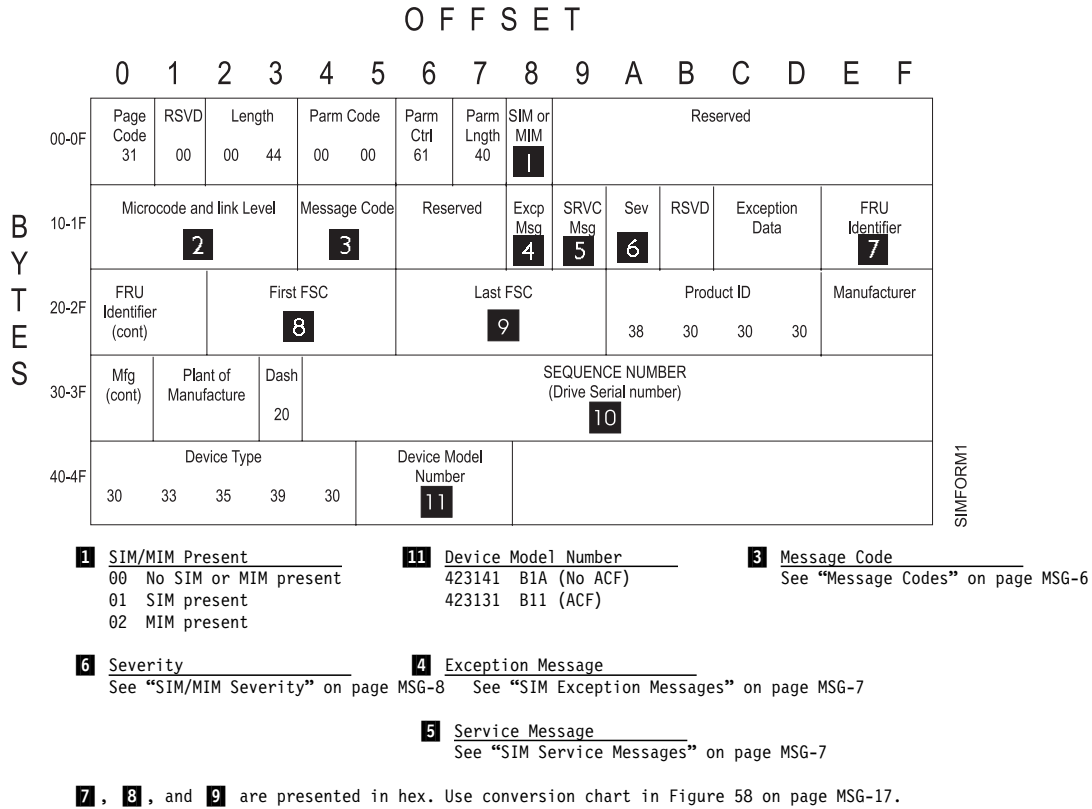 O F F S E T
0 1 2 3 4 5 6 7 8 9 A B C D E F
B Y T E S
00-0F
Page Code 31
RSVD 00
Length 00 44
Parm Code 00 00
Parm Ctrl 61
Parm Lngth 40
SIM or MIM 1
Reserved
10-1F
Microcode and link Level 2
Message Code 3
Reserved
Excp Msg 4
SRVC Msg 5
Sev 6
RSVD
Exception Data
FRU Identifier 7
20-2F
FRU Identifier (cont)
First FSC 8
Last FSC 9
Product ID 38 30 30 30
Manufacturer
30-3F
Mfg (cont)
Plant of Manufacture
Dash 20
SEQUENCE NUMBER
(Drive Serial number)
10
40-4F
Device Type
30 33 35 39 30
Device Model Number 11
SIMFORM1
1 SIM/MIM Present
00 No SIM or MIM present
01 SIM present
02 MIM present
11 Device Model Number
423141 B1A (No ACF)
423131 B11 (ACF)
3 Message Code
See “Message Codes” on page MSG-6
6 Severity
See “SIM/MIM Severity” on page MSG-8
4 Exception Message
See “SIM Exception Messages” on page MSG-7
5 Service Message
See “SIM Service Messages” on page MSG-7
7 , 8 , and 9 are presented in hex. Use conversion chart in Figure 58 on page MSG-17.